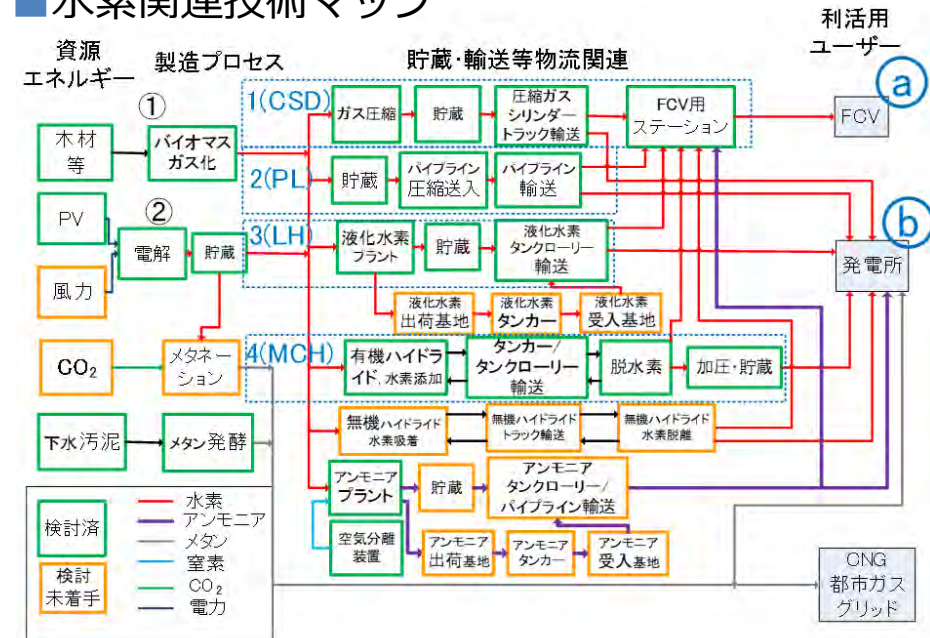 ■水素関連技術マップ
資源
エネルギー
製造プロセス
貯蔵・輸送等物流関連
利活用
ユーザー
①
木材
等
バイオマス
ガス化
1(CSD)
ガス圧縮
貯蔵
圧縮ガス
シリンダー
トラック輸送
FCV用
ステーション
FCV
a
2(PL)
貯蔵
パイプライン
圧縮送入
パイプライン
輸送
PV
風力
②
電解
貯蔵
3(LH)
液化水素
プラント
貯蔵
液化水素
タンクローリー
輸送
発電所
b
液化水素
出荷基地
液化水素
タンカー
液化水素
受入基地
CO₂
メタネー
ション
4(MCH)
有機ハイドラ
イド,水素添加
タンカー/
タンクローリー
輸送
脱水素
加圧・貯蔵
下水汚泥
メタン発酵
無機ハイドライド
水素吸着
無機ハイドライド
トラック輸送
無機ハイドライド
水素脱離
アンモニア
プラント
貯蔵
アンモニア
タンクローリー/
パイプライン輸送
空気分離
装置
アンモニア
出荷基地
アンモニア
タンカー
アンモニア
受入基地
CNG
都市ガス
グリッド
検討済
検討
未着手
水素
アンモニア
メタン
窒素
CO₂
電力